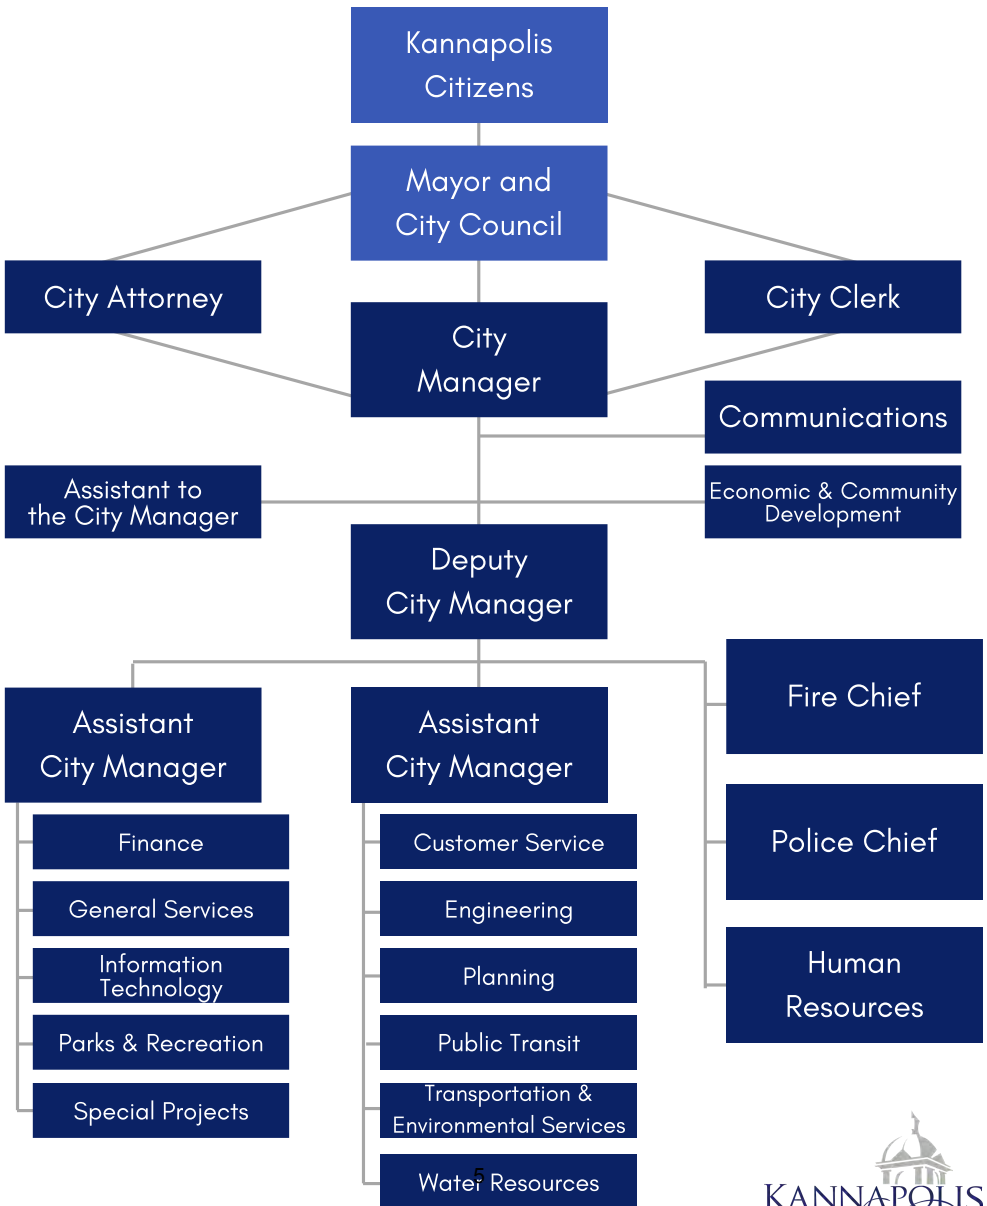 Kannapolis
Citizens
Mayor and
City Council
City Attorney
City Clerk
City
Manager
Communications
Assistant to
the City Manager
Economic & Community
Development
Deputy
City Manager
Assistant
City Manager
Finance
General Services
Information
Technology
Parks & Recreation
Special Projects
Assistant
City Manager
Customer Service
Engineering
Planning
Public Transit
Transportation &
Environmental Services
Water Resources
5
Fire Chief
Police Chief
Human
Resources
KANNAPOLIS